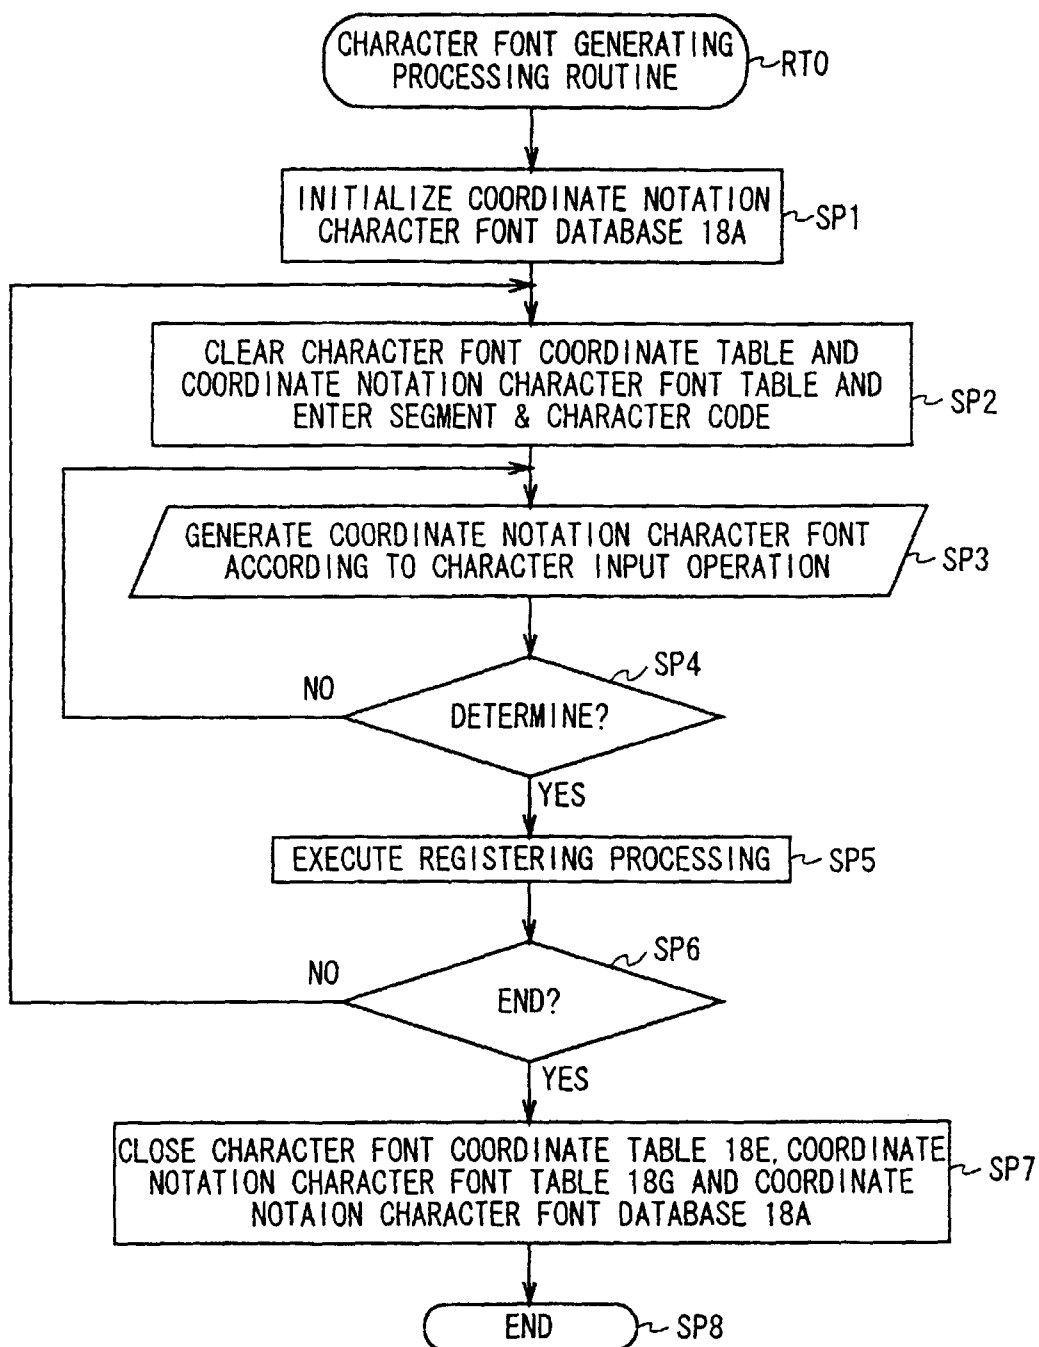 CHARACTER FONT GENERATING
PROCESSING ROUTINE
RT0
INITIALIZE COORDINATE NOTATION
CHARACTER FONT DATABASE 18A
SP1
CLEAR CHARACTER FONT COORDINATE TABLE AND
COORDINATE NOTATION CHARACTER FONT TABLE AND
ENTER SEGMENT & CHARACTER CODE
SP2
GENERATE COORDINATE NOTATION CHARACTER FONT
ACCORDING TO CHARACTER INPUT OPERATION
SP3
SP4
NO
DETERMINE?
YES
EXECUTE REGISTERING PROCESSING
SP5
SP6
NO
END?
YES
CLOSE CHARACTER FONT COORDINATE TABLE 18E, COORDINATE
NOTATION CHARACTER FONT TABLE 18G AND COORDINATE
NOTAION CHARACTER FONT DATABASE 18A
SP7
END
SP8